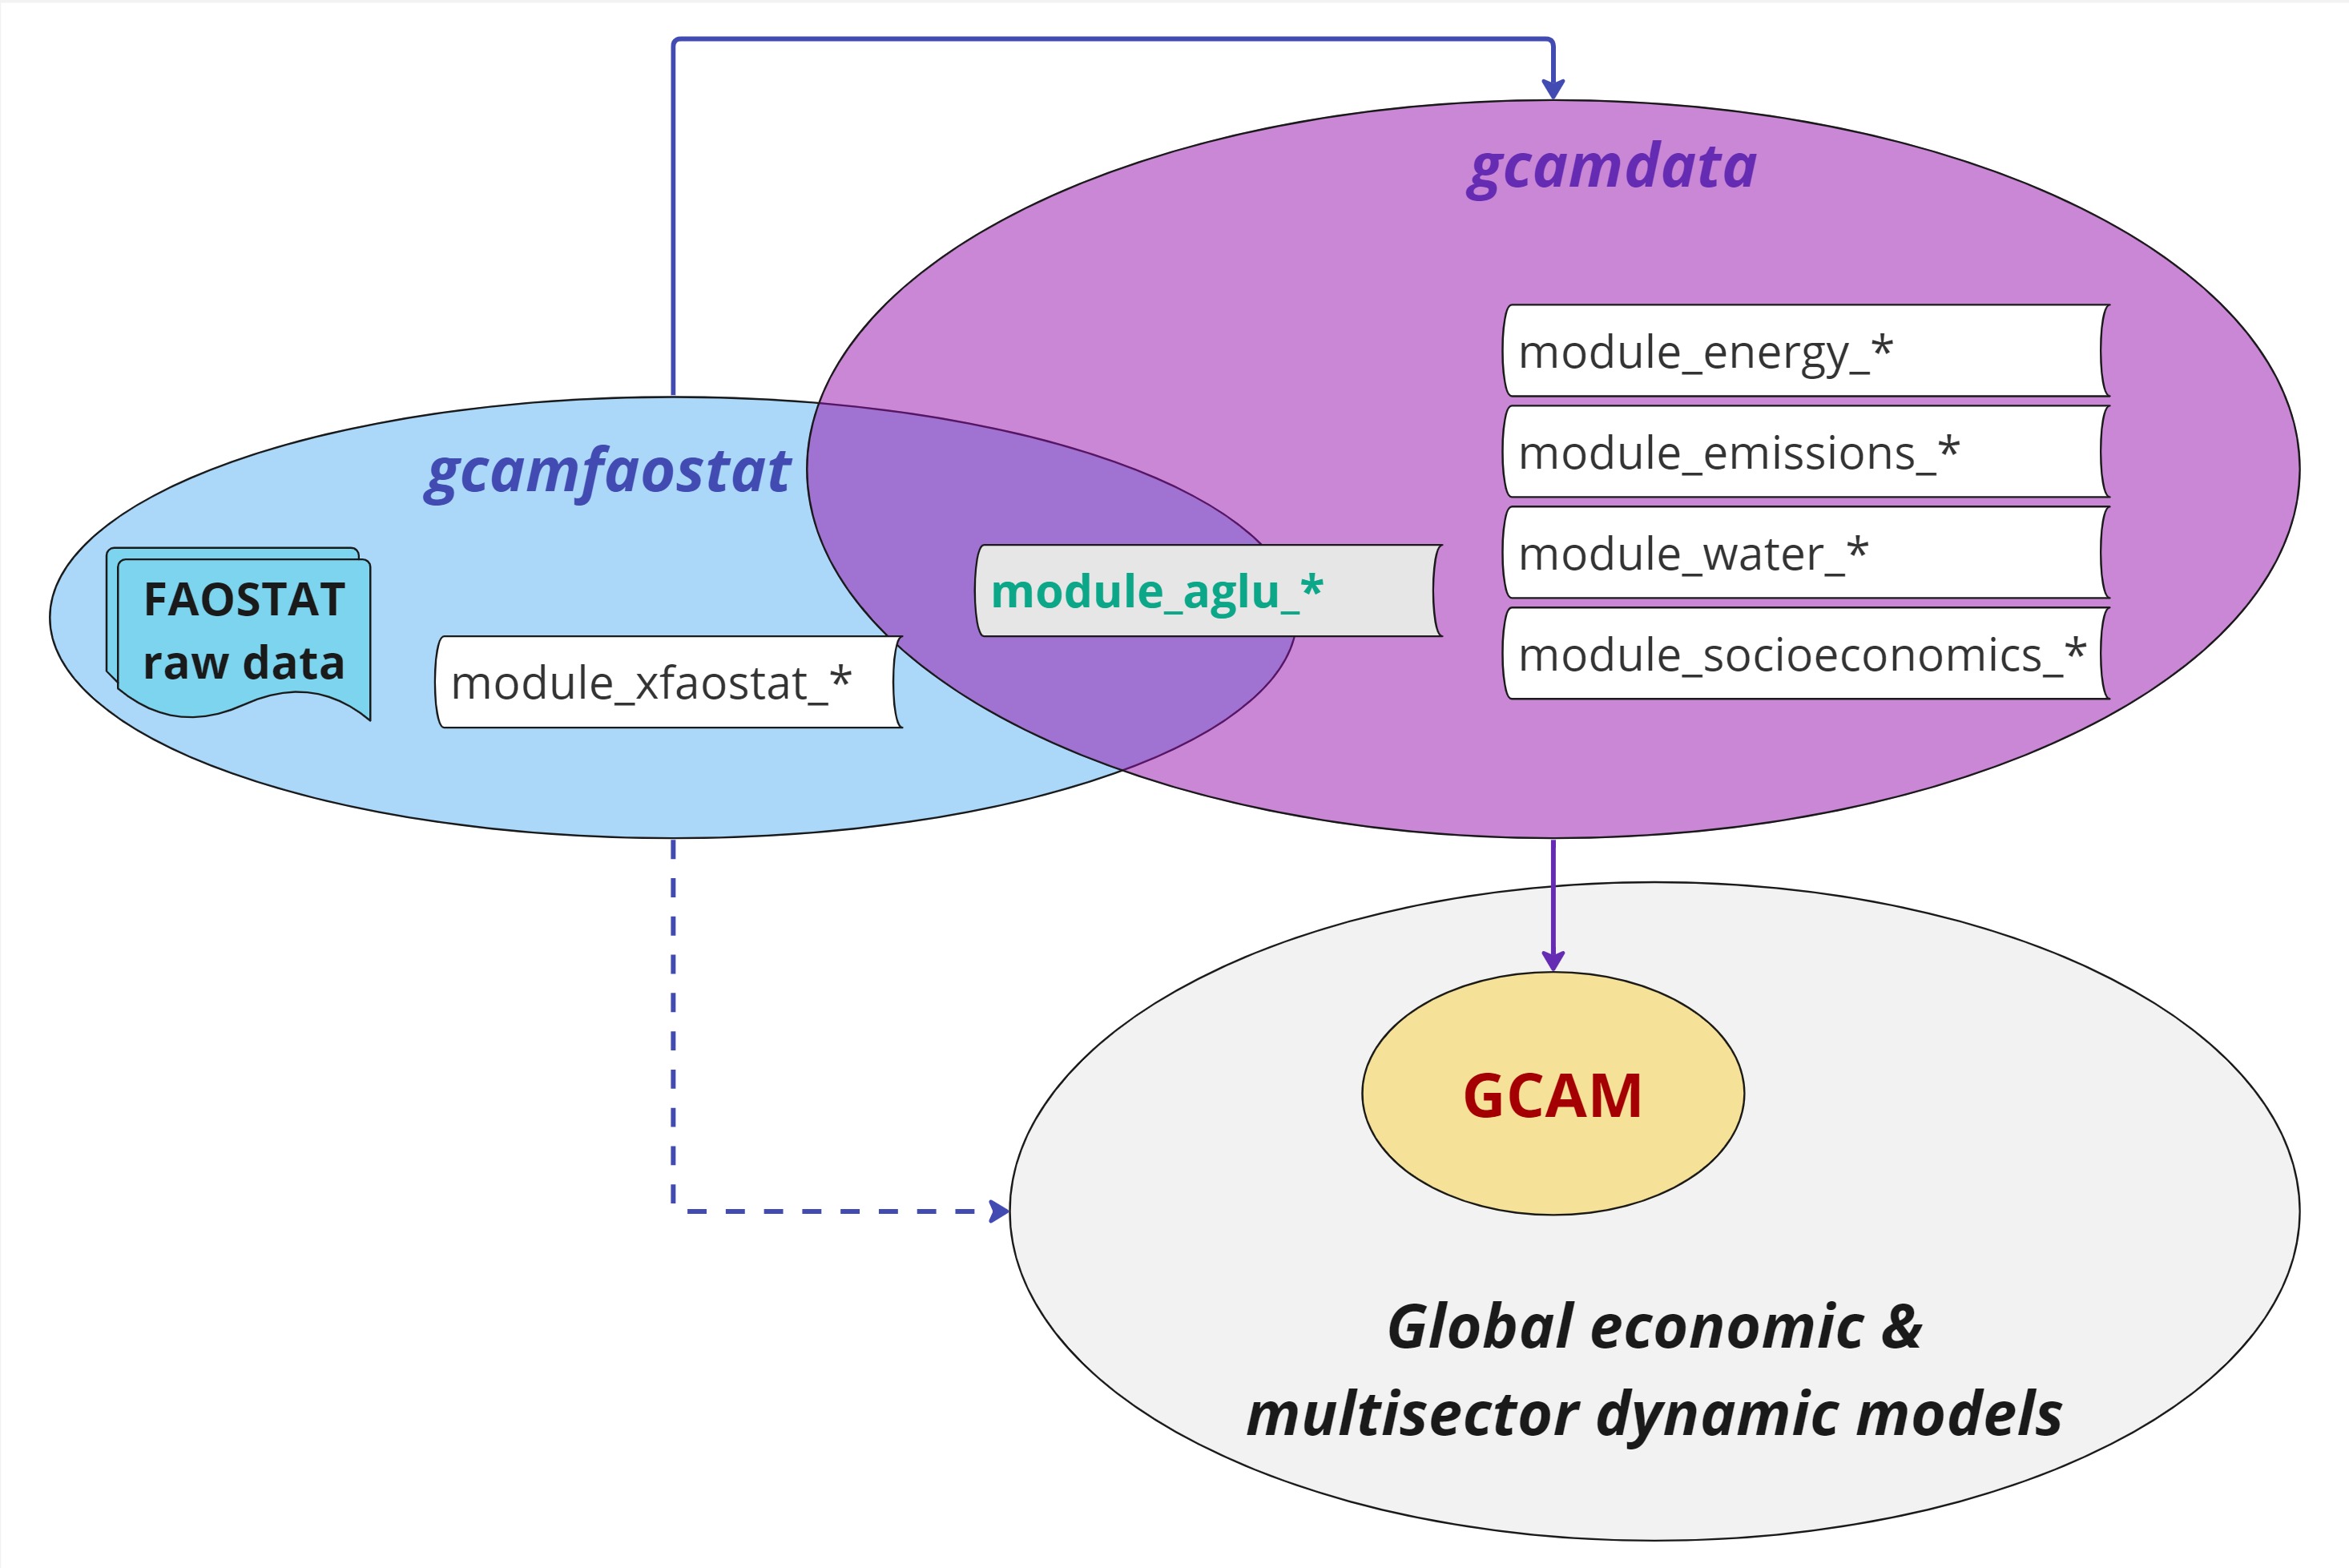 gcamdata
gcamfaostat
FAOSTAT
raw data
module_xfaostat_*
module_aglu_*
module_energy_*
module_emissions_*
module_water_*
module_socioeconomics_*
GCAM
Global economic &
multisector dynamic models